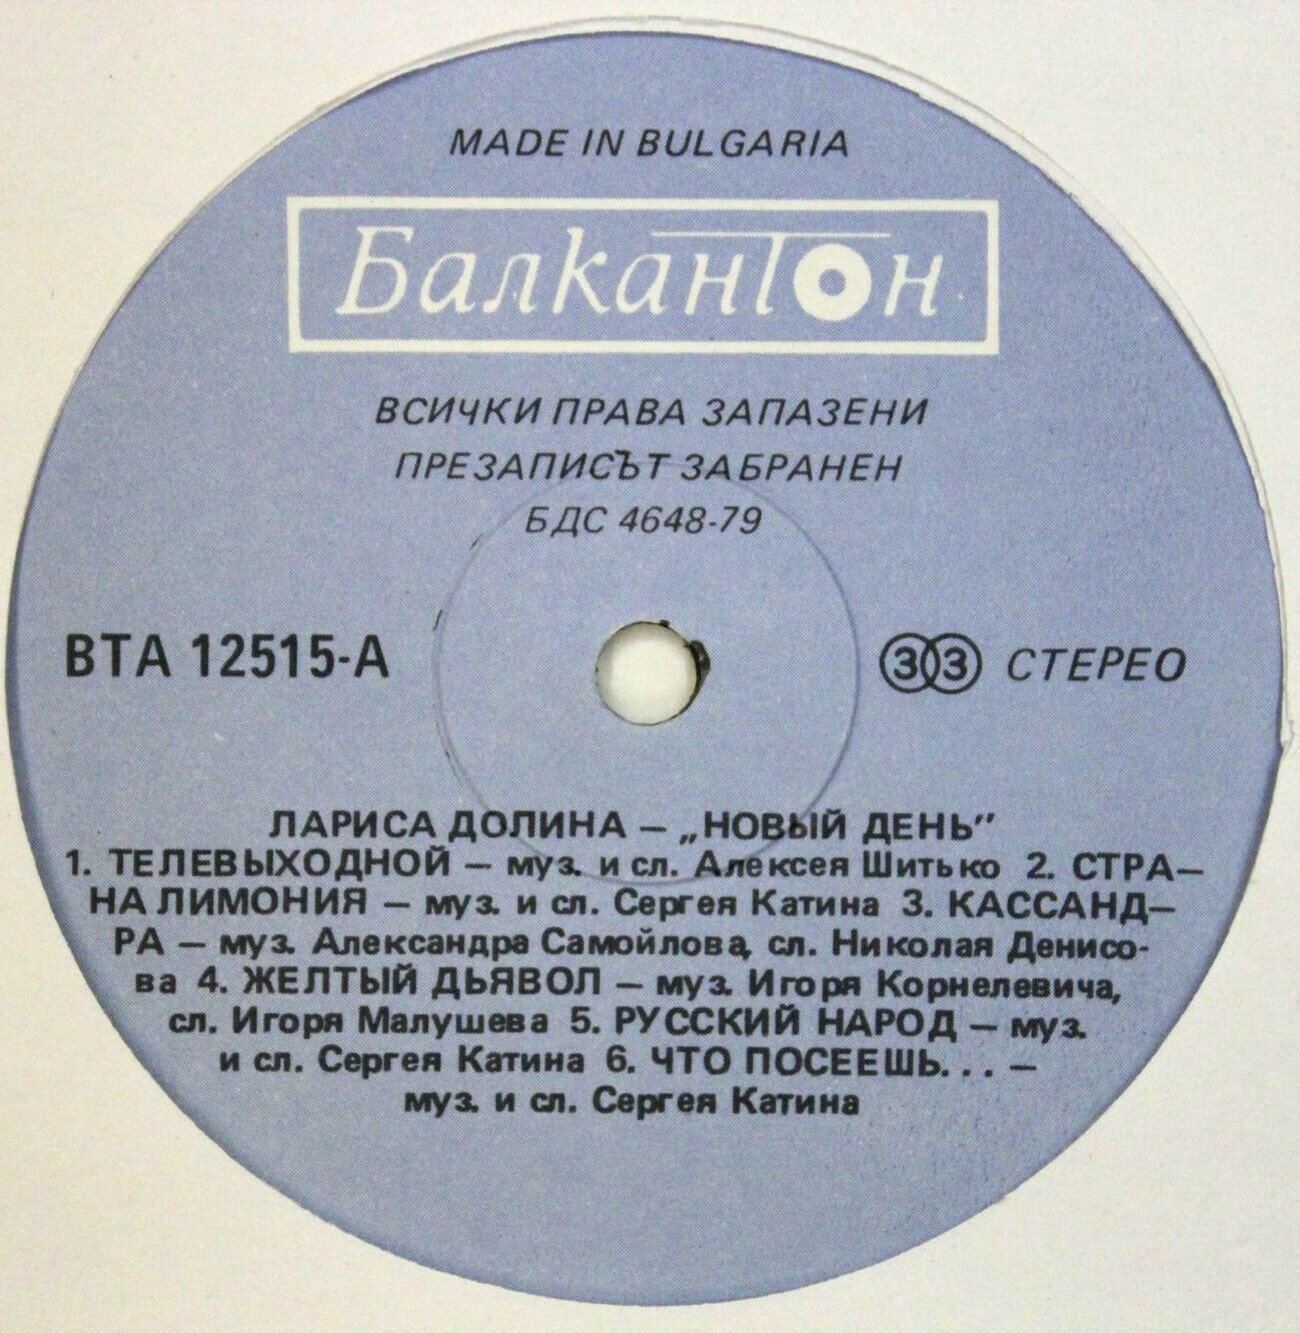 MADE IN BULGARIA
Балкантон
ВСИЧКИ ПРАВА ЗАПАЗЕНИ
ПРЕЗАПИСЪТ ЗАБРАНЕН
БДС 4648-79
ВТА 12515-А
33 СТЕРЕО
ЛАРИСА ДОЛИНА – „НОВЫЙ ДЕНЬ”
1. ТЕЛЕВЫХОДНОЙ – муз. и сл. Алексея Шитько 2. СТРА–
НА ЛИМОНИЯ – муз. и сл. Сергея Катина 3. КАССАНД–
РА – муз. Александра Самойлова, сл. Николая Денисо-
ва 4. ЖЕЛТЫЙ ДЬЯВОЛ – муз. Игоря Корнелевича,
сл. Игоря Малушева 5. РУССКИЙ НАРОД – муз.
и сл. Сергея Катина 6. ЧТО ПОСЕЕШЬ... –
муз. и сл. Сергея Катина